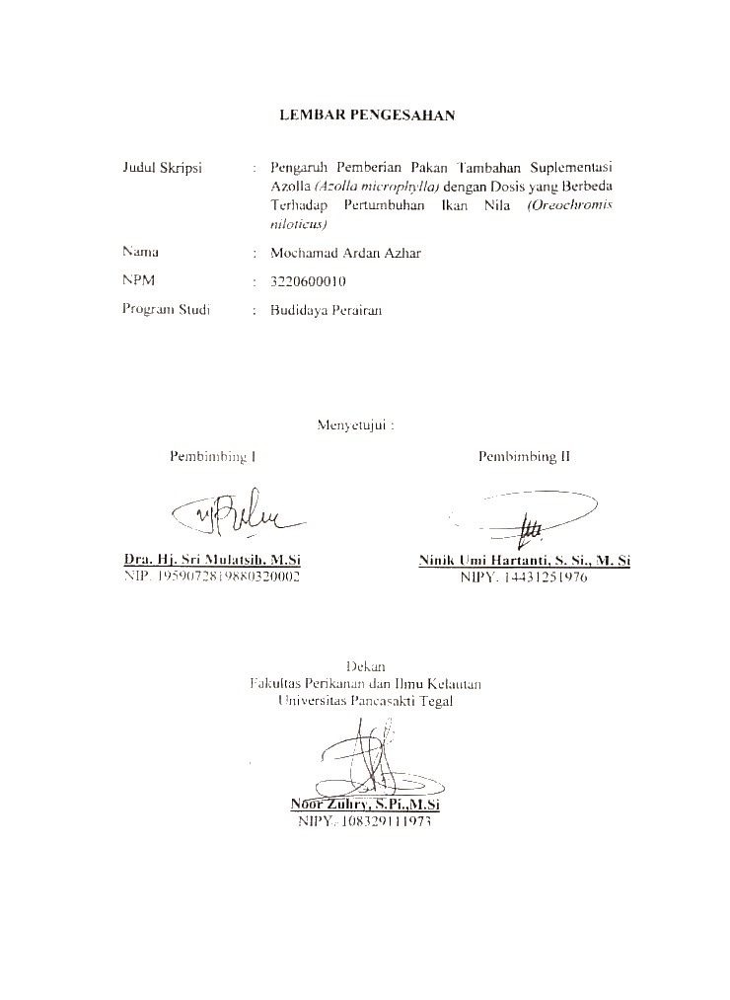 LEMBAR PENGESAHAN
Judul Skripsi : Pengaruh Pemberian Pakan Tambahan Suplementasi
Azolla (Azolla microphylla) dengan Dosis yang Berbeda
Terhadap Pertumbuhan Ikan Nila (Oreochromis
niloticus)
Nama : Mochamad Ardan Azhar
NPM : 3220600010
Program Studi : Budidaya Perairan
Menyetujui :
Pembimbing I Pembimbing II
Dra. Hj. Sri Mulatsih, M.Si Ninik Umi Hartanti, S. Si., M. Si
NIP. 1959072819880320002 NIPY. 14431251976
Dekan
Fakultas Perikanan dan Ilmu Kelautan
Universitas Pancasakti Tegal
Noor Zuhry, S.Pi.,M.Si
NIPY. 108329111973